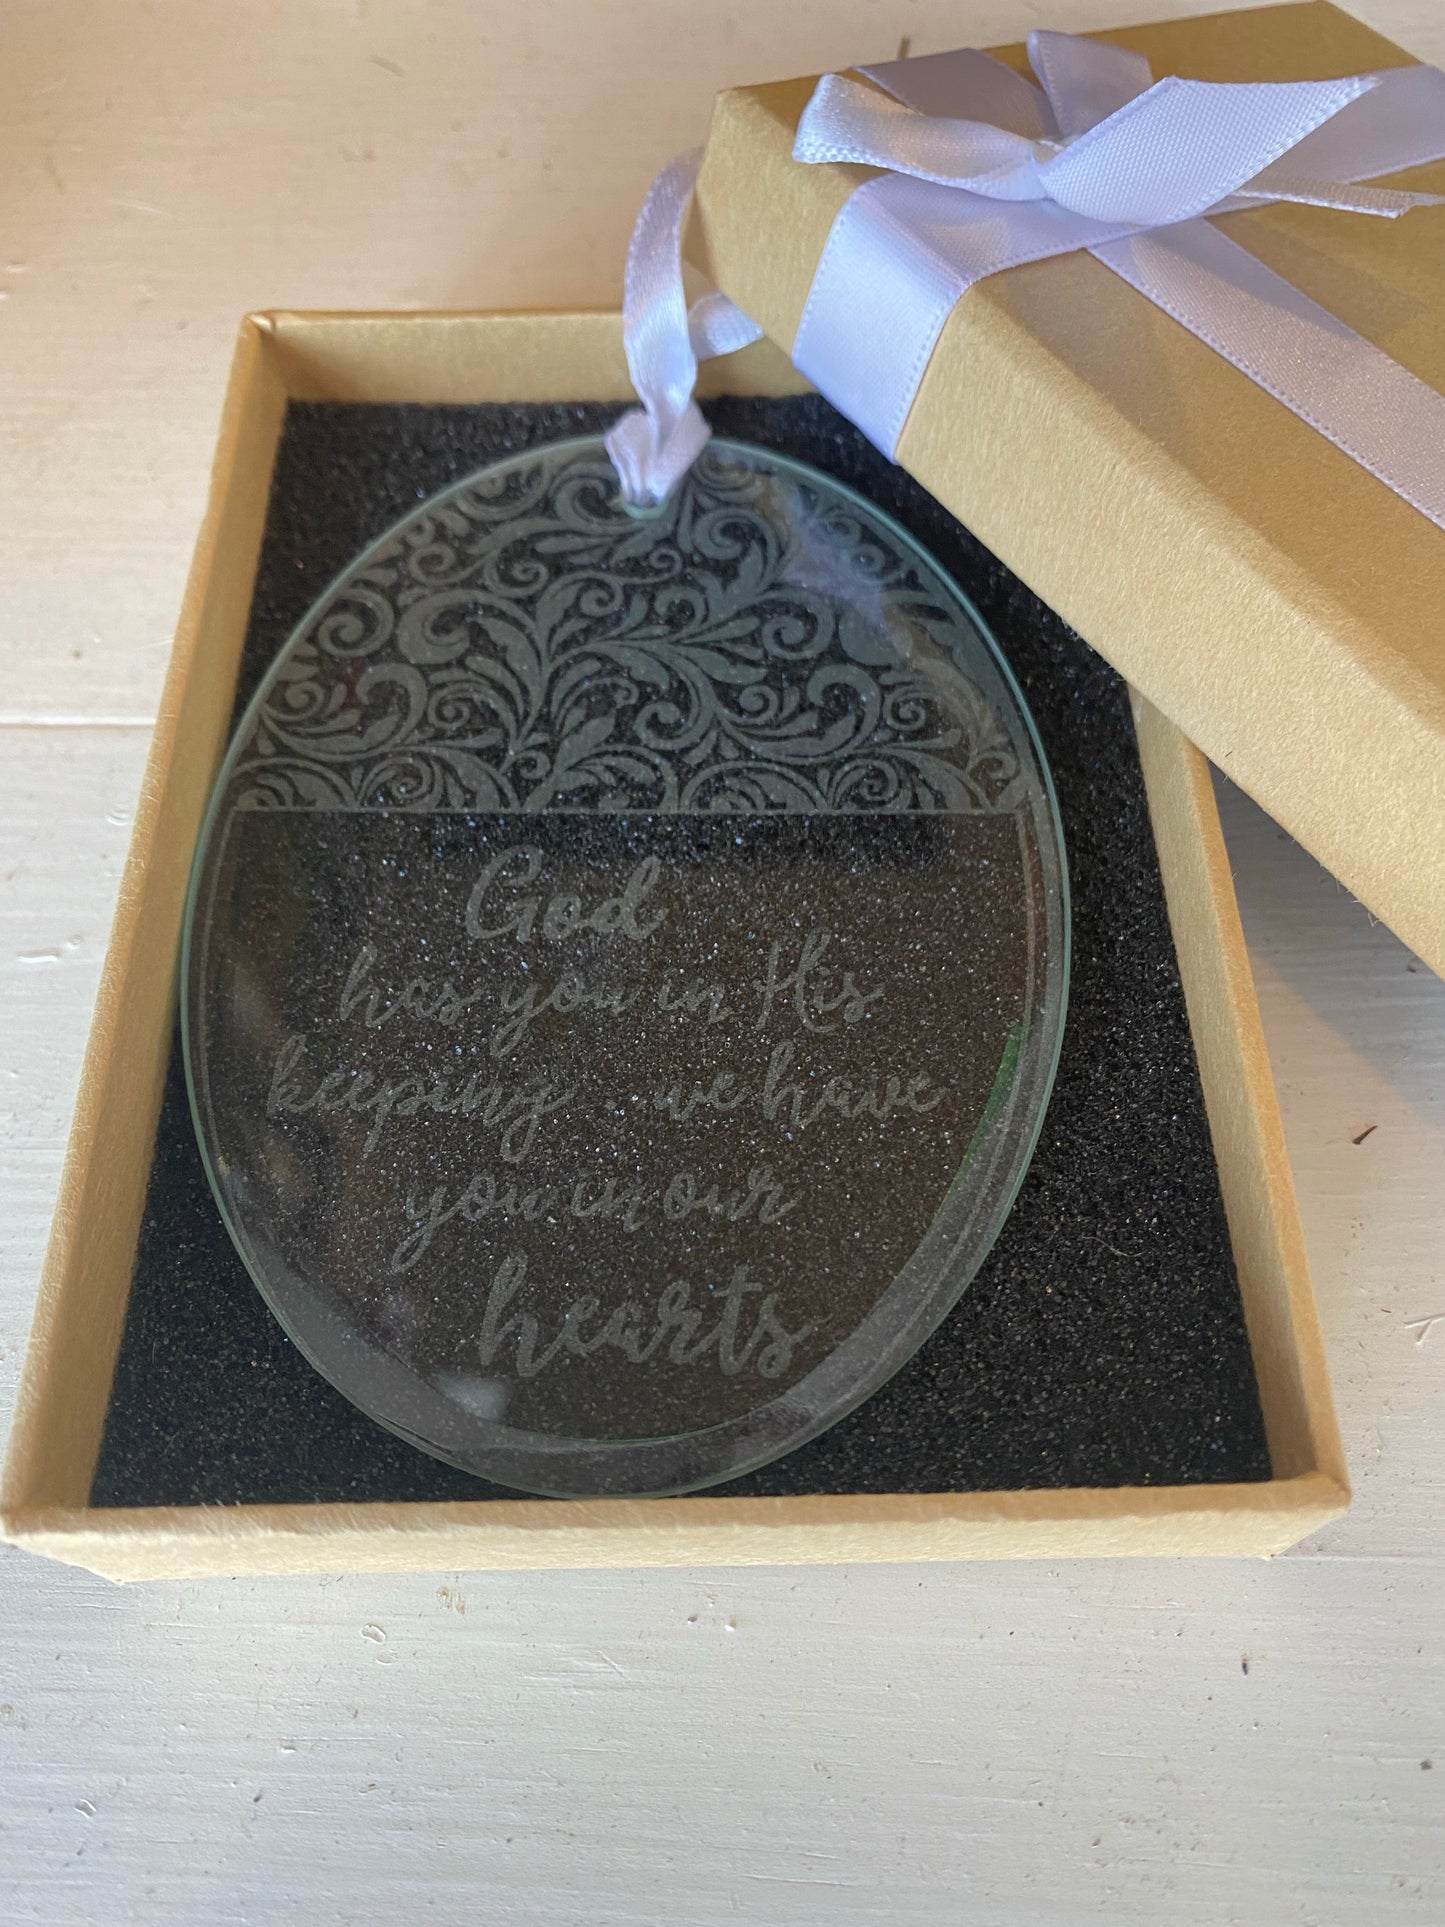 God
has you in His
keeping . we have
you in our
hearts